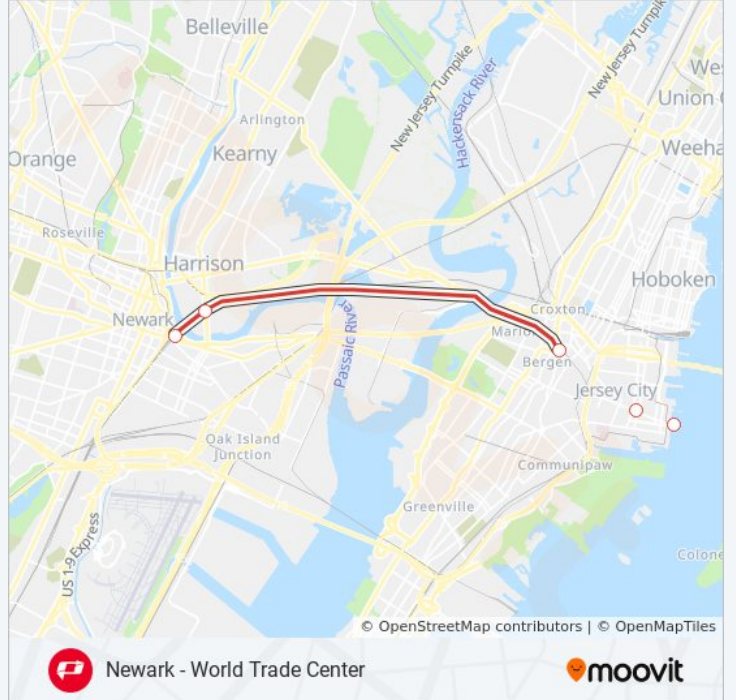 Belleville
New Jersey Turnpike
We
Union
Arlington
Hackensack River
New Jersey Turnpike
Orange
Kearny
Weeha
Roseville
Harrison
Hoboken
Newark
Croxton
Passaic River
Mario
Bergen
Jersey City
Oak Island
Junction
Communipaw
Greenville
US 1-9 Express
Colone
© OpenStreetMap contributors | © OpenMapTiles
Newark - World Trade Center
moovit